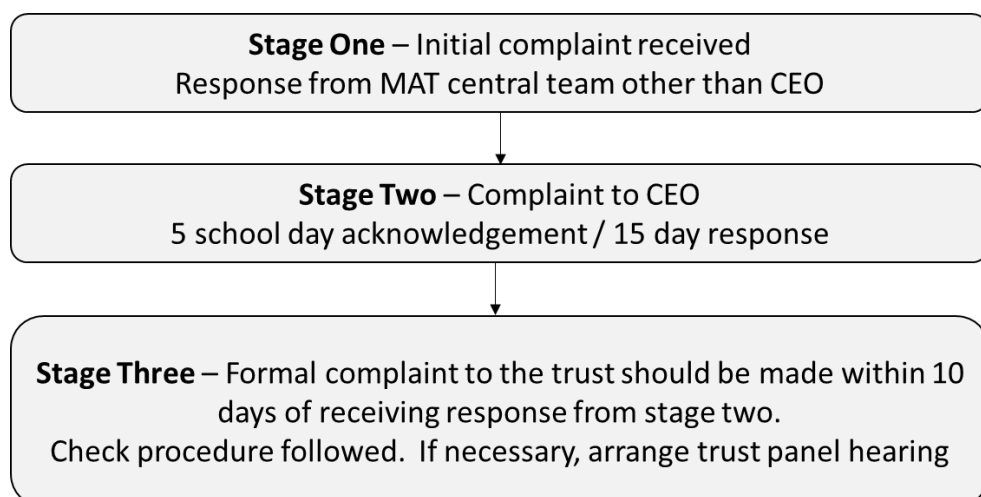 Stage One – Initial complaint received
Response from MAT central team other than CEO
Stage Two – Complaint to CEO
5 school day acknowledgement / 15 day response
Stage Three – Formal complaint to the trust should be made within 10
days of receiving response from stage two.
Check procedure followed.  If necessary, arrange trust panel hearing